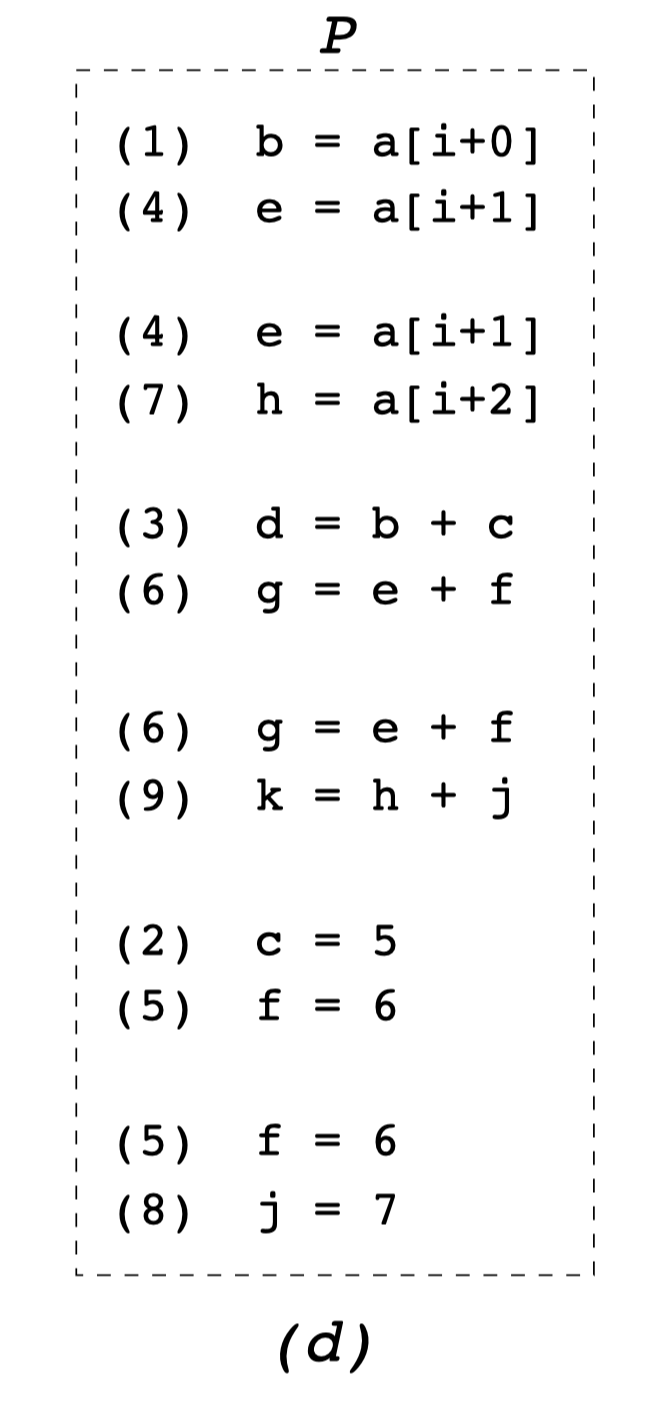 P
(1) b = a[i+0]
(4) e = a[i+1]
(4) e = a[i+1]
(7) h = a[i+2]
(3) d = b + c
(6) g = e + f
(6) g = e + f
(9) k = h + j
(2) c = 5
(5) f = 6
(5) f = 6
(8) j = 7
(d)